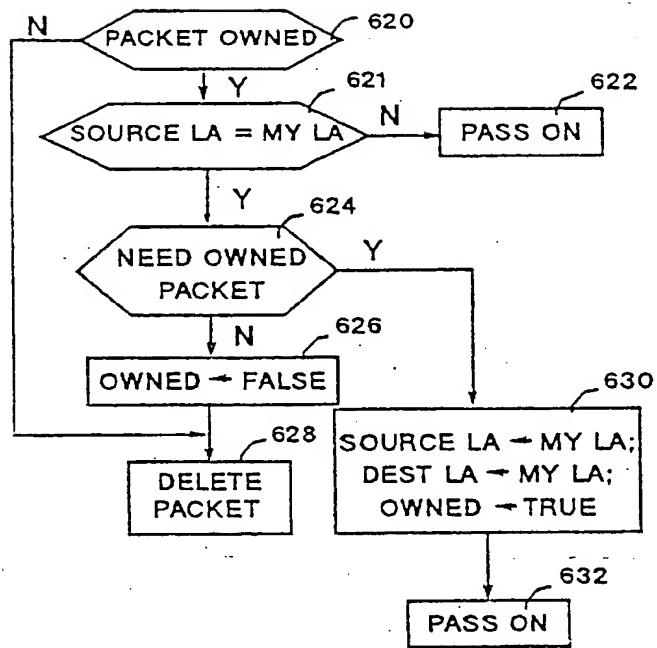 N
PACKET OWNED
620
Y
621
SOURCE LA = MY LA
N
622
PASS ON
Y
624
NEED OWNED
PACKET
Y
N
626
OWNED ← FALSE
628
DELETE
PACKET
630
SOURCE LA ← MY LA;
DEST LA ← MY LA;
OWNED ← TRUE
632
PASS ON